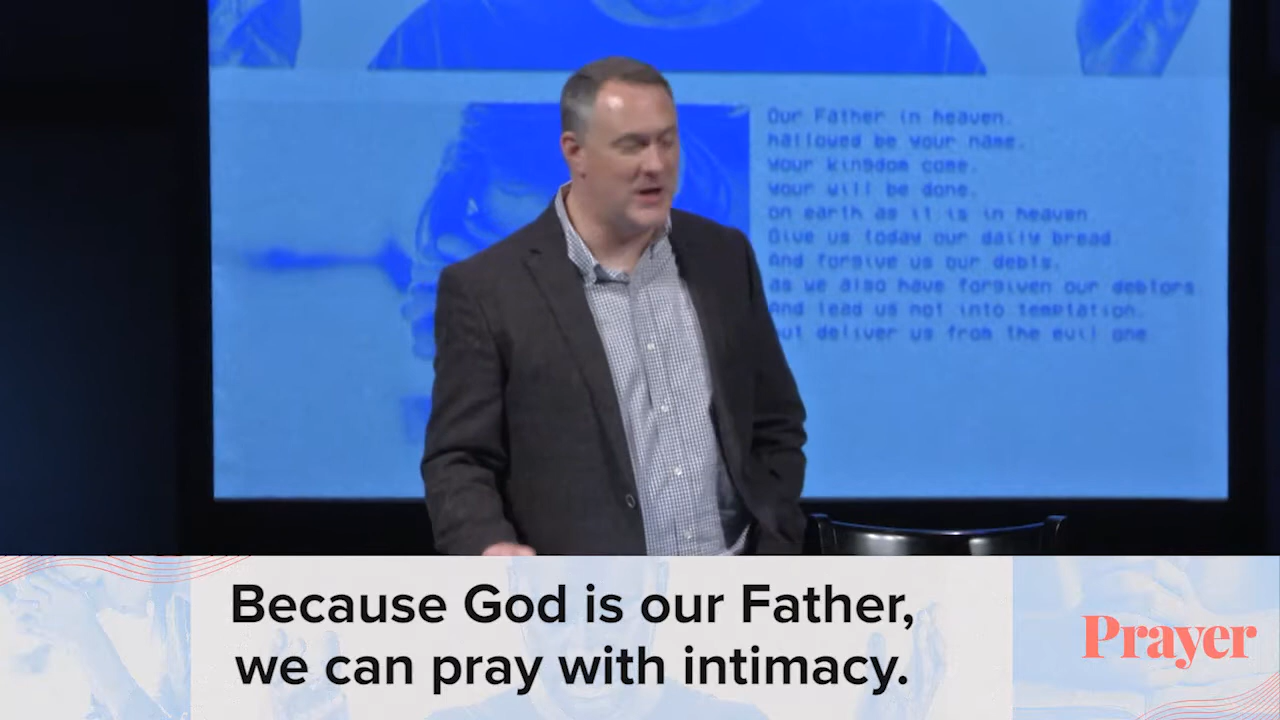 Our Father in heaven.
hallowed be your name.
Your kingdom come.
your will be done.
on earth as it is in heaven.
Give us today our daily bread.
And forgive us our debts.
as we also have forgiven our debtors
And lead us not into temptation.
but deliver us from the evil one
Because God is our Father,
we can pray with intimacy.
Prayer